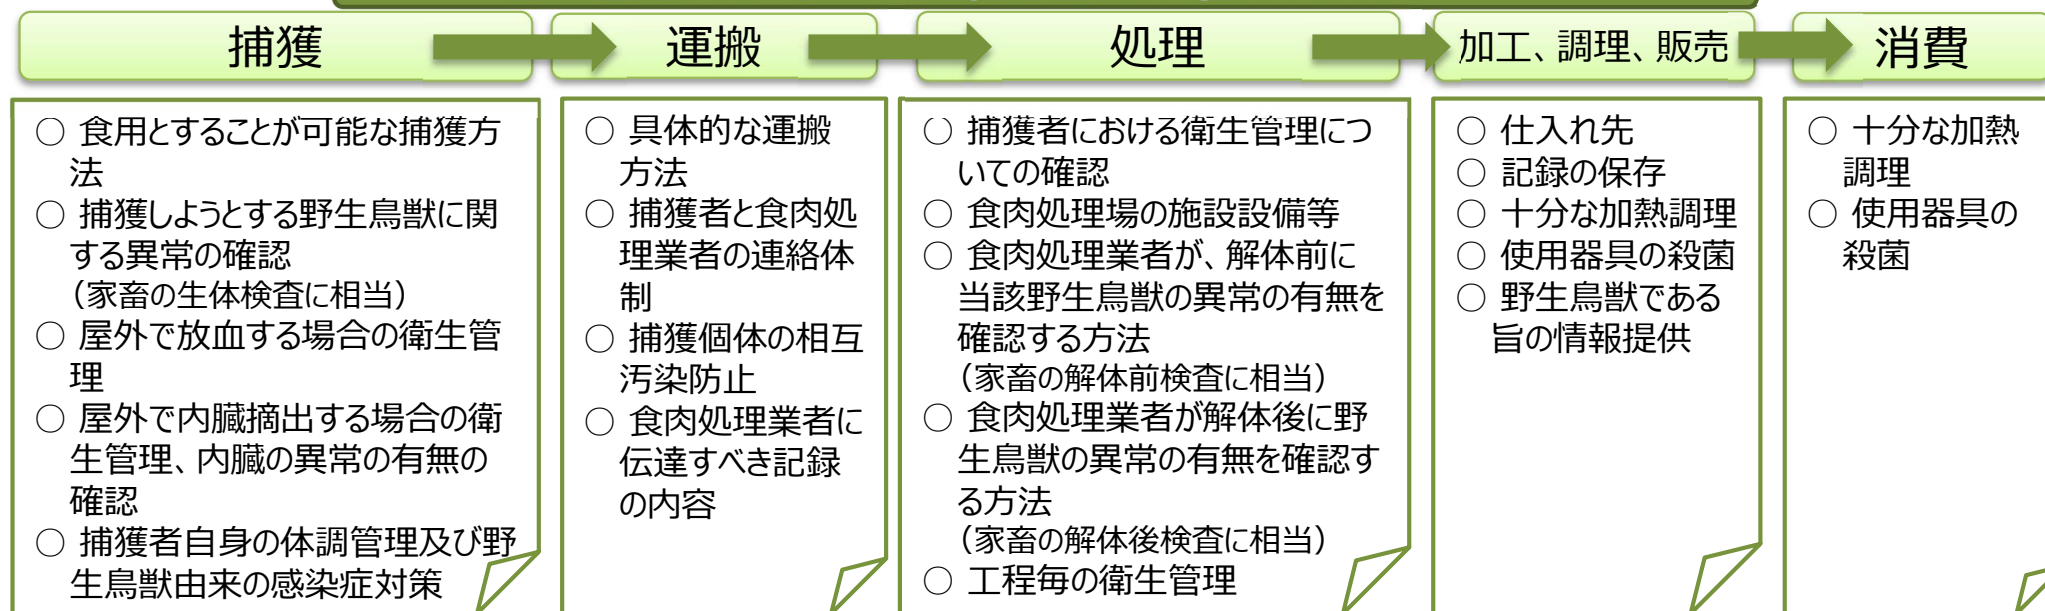 捕獲
運搬
処理
加工、調理、販売
消費
○ 食用とすることが可能な捕獲方
法
○ 捕獲しようとする野生鳥獣に関
する異常の確認
（家畜の生体検査に相当）
○ 屋外で放血する場合の衛生管
理
○ 屋外で内臓摘出する場合の衛
生管理、内臓の異常の有無の
確認
○ 捕獲者自身の体調管理及び野
生鳥獣由来の感染症対策
○ 具体的な運搬
方法
○ 捕獲者と食肉処
理業者の連絡体
制
○ 捕獲個体の相互
汚染防止
○ 食肉処理業者に
伝達すべき記録
の内容
○ 捕獲者における衛生管理につ
いての確認
○ 食肉処理場の施設設備等
○ 食肉処理業者が、解体前に
当該野生鳥獣の異常の有無を
確認する方法
（家畜の解体前検査に相当）
○ 食肉処理業者が解体後に野
生鳥獣の異常の有無を確認す
る方法
（家畜の解体後検査に相当）
○ 工程毎の衛生管理
○ 仕入れ先
○ 記録の保存
○ 十分な加熱調理
○ 使用器具の殺菌
○ 野生鳥獣である
旨の情報提供
○ 十分な加熱
調理
○ 使用器具の
殺菌